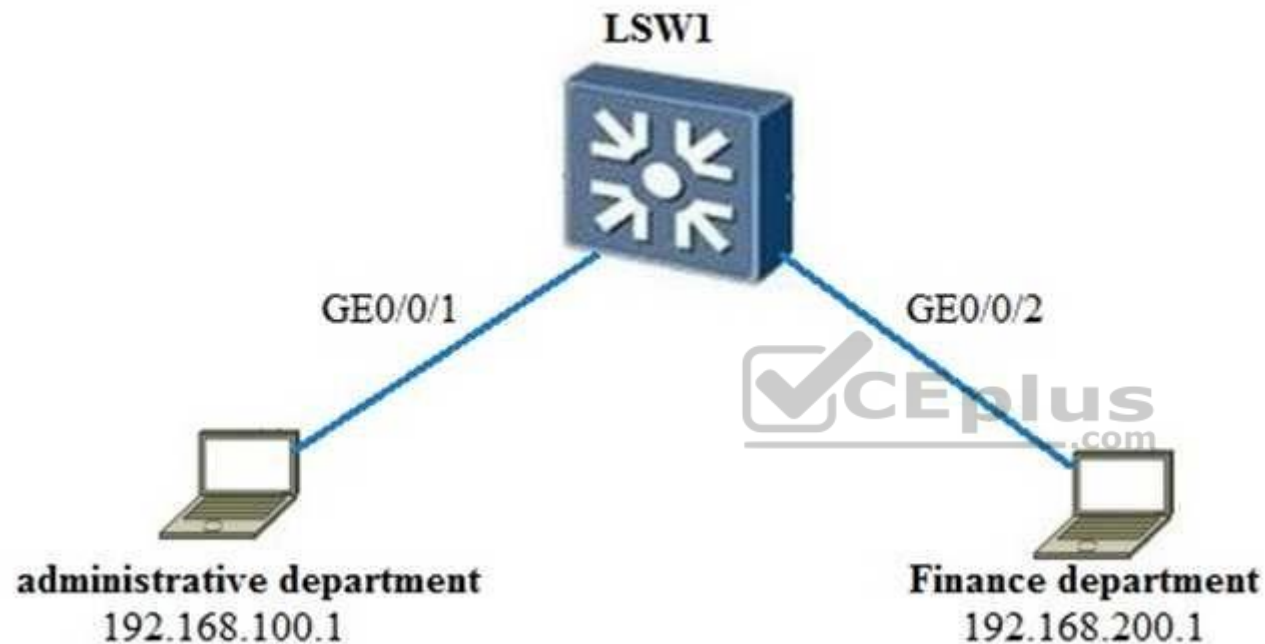 LSW1
GE0/0/1
GE0/0/2
CEplus
.com
administrative department
192.168.100.1
Finance department
192.168.200.1